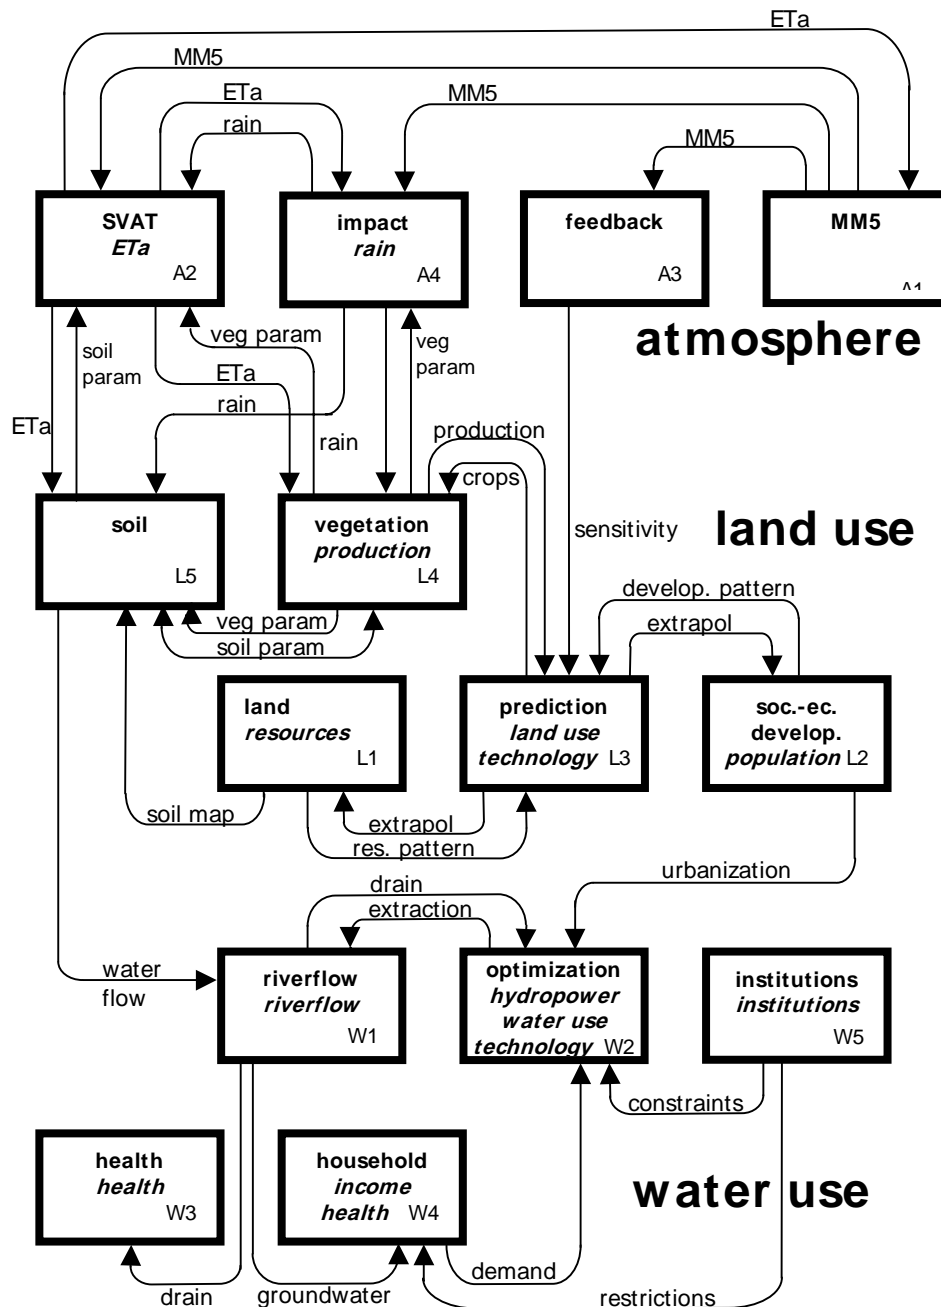 ETa
MM5
ETa
MM5
rain
MM5
SVAT
ETa
A2
impact
rain
A4
feedback
A3
MM5
A1
atmosphere
soil
param
veg param
veg
param
ETa
rain
ETa
rain
production
crops
soil
L5
vegetation
production
L4
sensitivity
land use
develop. pattern
extrapol
veg param
soil param
land
resources
L1
prediction
land use
technology L3
soc.-ec.
develop.
population L2
soil map
extrapol
res. pattern
urbanization
drain
extraction
water
flow
riverflow
riverflow
W1
optimization
hydropower
water use
technology W2
institutions
institutions
W5
constraints
health
health
W3
household
income
health W4
water use
demand
drain
groundwater
restrictions